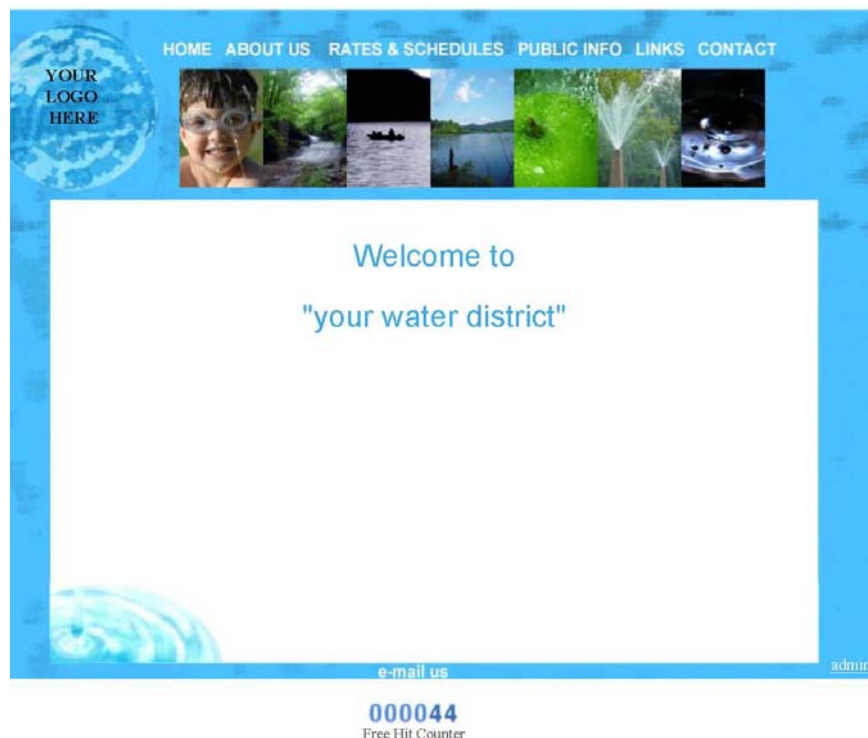 HOME ABOUT US RATES & SCHEDULES PUBLIC INFO LINKS CONTACT
YOUR
LOGO
HERE
Welcome to
"your water district"
e-mail us
admin
000044
Free Hit Counter